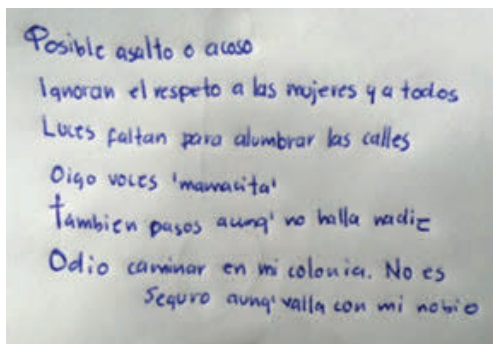 Posible asalto o acoso
Ignoran el respeto a las mujeres y a todos
Luces faltan para alumbrar las calles
Oigo voces 'mamacita'
Tambien pasos aunq' no halla nadie
Odio caminar en mi colonia. No es
seguro aunq' valla con mi nobio